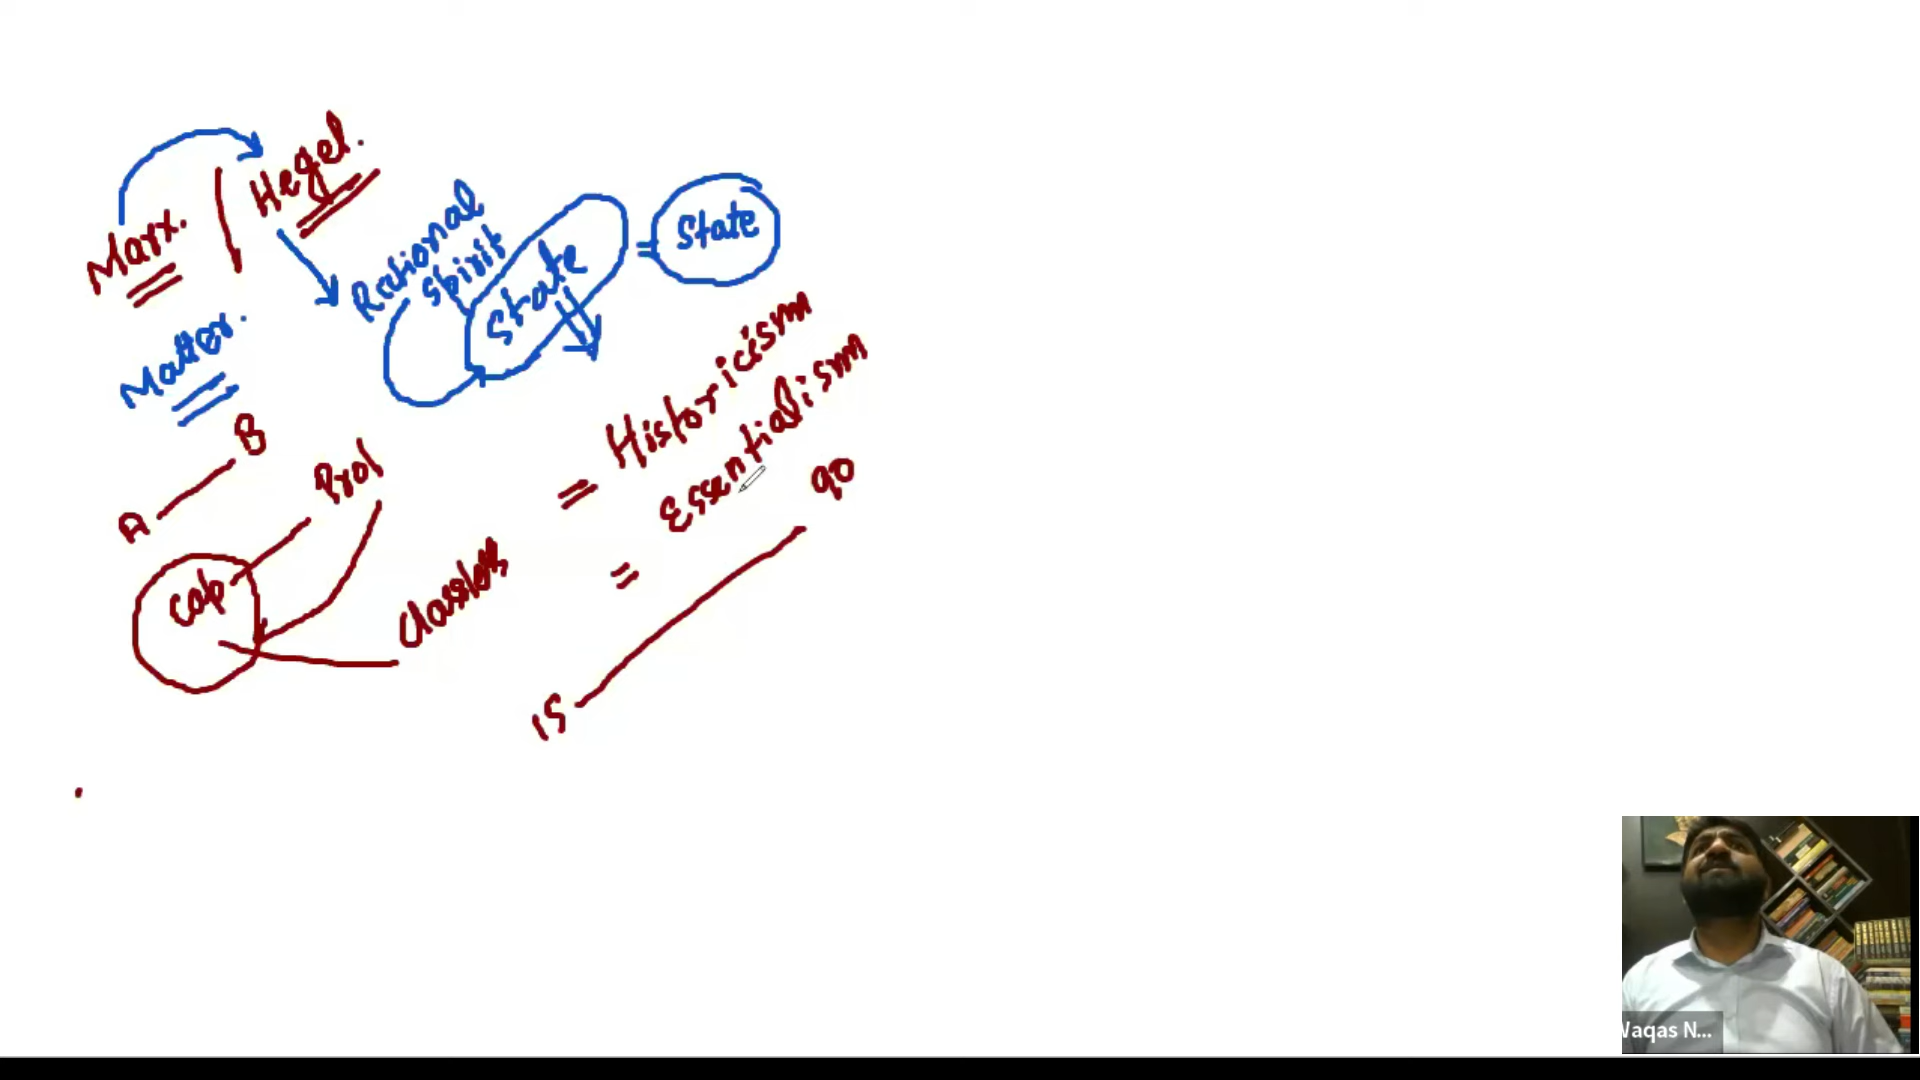 Marx.
Hegel.
Rational
Spirit
State
= State
Matter.
A
B
Cap
Prol
Classless
= Historicism
Essentialism
=
15
90
Waqas N...